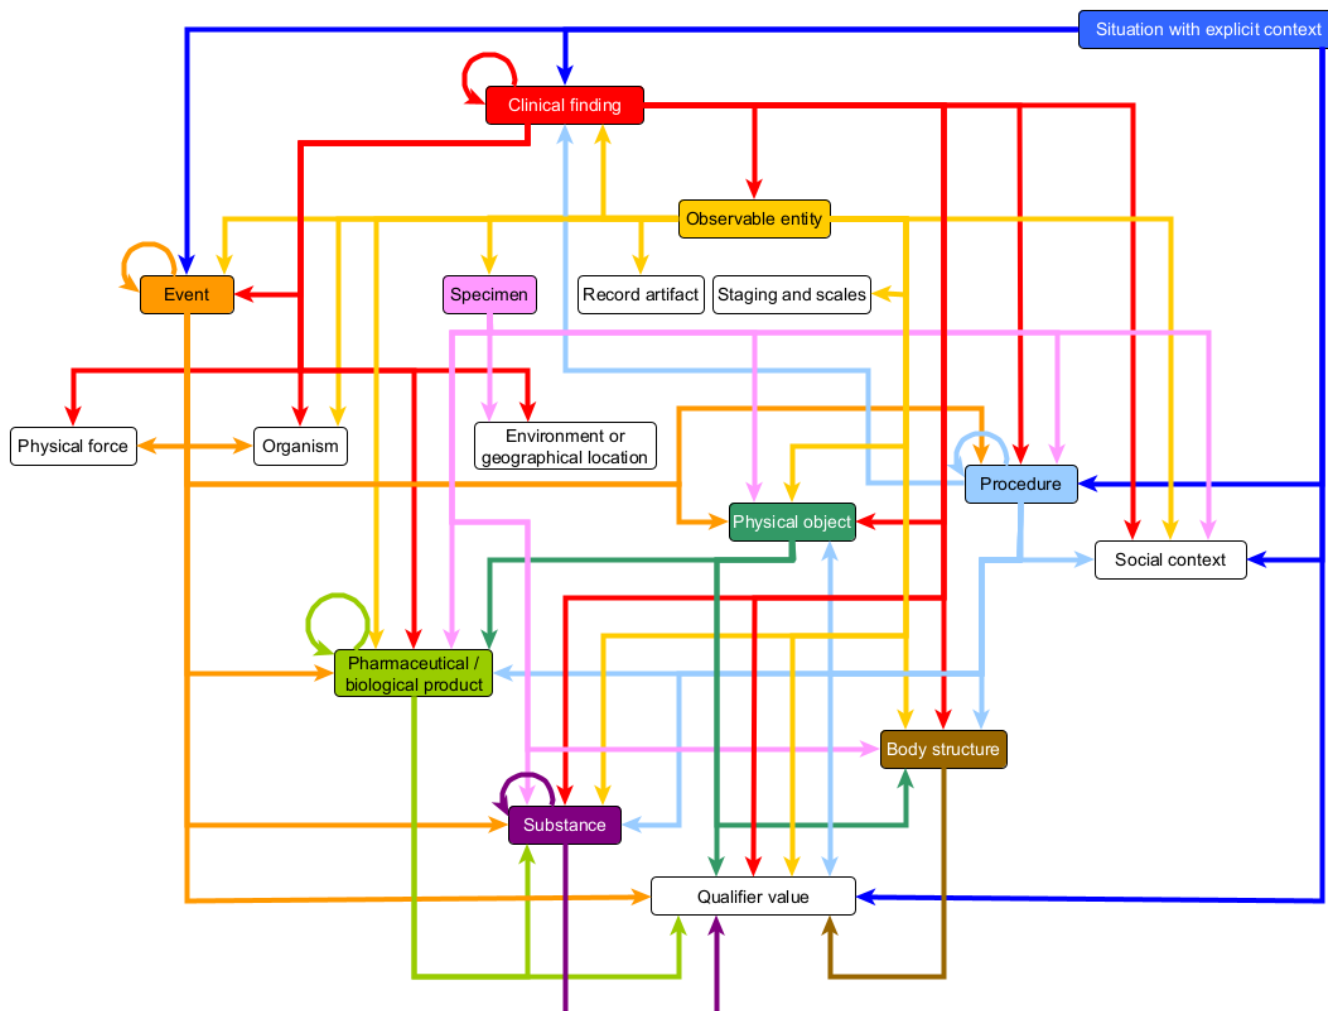 Situation with explicit context
Clinical finding
Observable entity
Event
Specimen
Record artifact
Staging and scales
Physical force
Organism
Environment or
geographical location
Procedure
Physical object
Social context
Pharmaceutical /
biological product
Body structure
Substance
Qualifier value